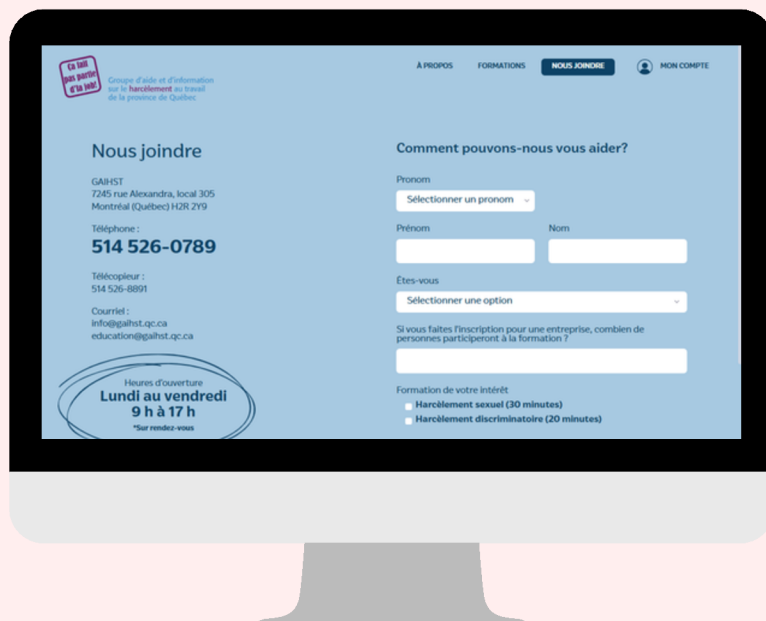 Ça fait
pas partie
d'la job!
Groupe d'aide et d'information
sur le harcèlement au travail
de la province de Québec
À PROPOS
FORMATIONS
NOUS JOINDRE
MON COMPTE
Nous joindre
GAIHST
7245 rue Alexandra, local 305
Montréal (Québec) H2R 2Y9
Téléphone :
514 526-0789
Télécopieur :
514 526-8891
Courriel :
info@gaihst.qc.ca
education@gaihst.qc.ca
Heures d'ouverture
Lundi au vendredi
9 h à 17 h
*Sur rendez-vous
Comment pouvons-nous vous aider?
Pronom
Sélectionner un pronom
Prénom
Nom
Êtes-vous
Sélectionner une option
Si vous faites l'inscription pour une entreprise, combien de
personnes participeront à la formation ?
Formation de votre intérêt
Harcèlement sexuel (30 minutes)
Harcèlement discriminatoire (20 minutes)